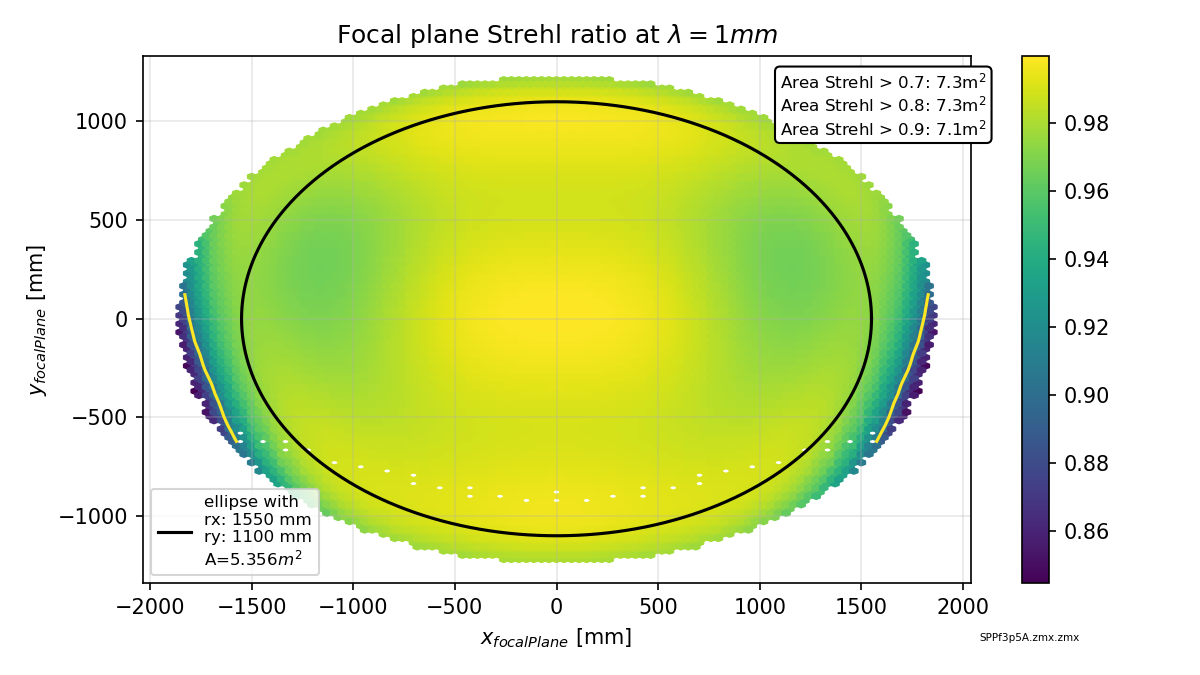 Focal plane Strehl ratio at λ = 1mm
Area Strehl > 0.7: 7.3m²
Area Strehl > 0.8: 7.3m²
Area Strehl > 0.9: 7.1m²
1000
500
0
−500
−1000
y_focalPlane [mm]
ellipse with
rx: 1550 mm
ry: 1100 mm
A=5.356m²
−2000 −1500 −1000 −500 0 500 1000 1500 2000
x_focalPlane [mm]
0.98
0.96
0.94
0.92
0.90
0.88
0.86
SPPf3p5A.zmx.zmx